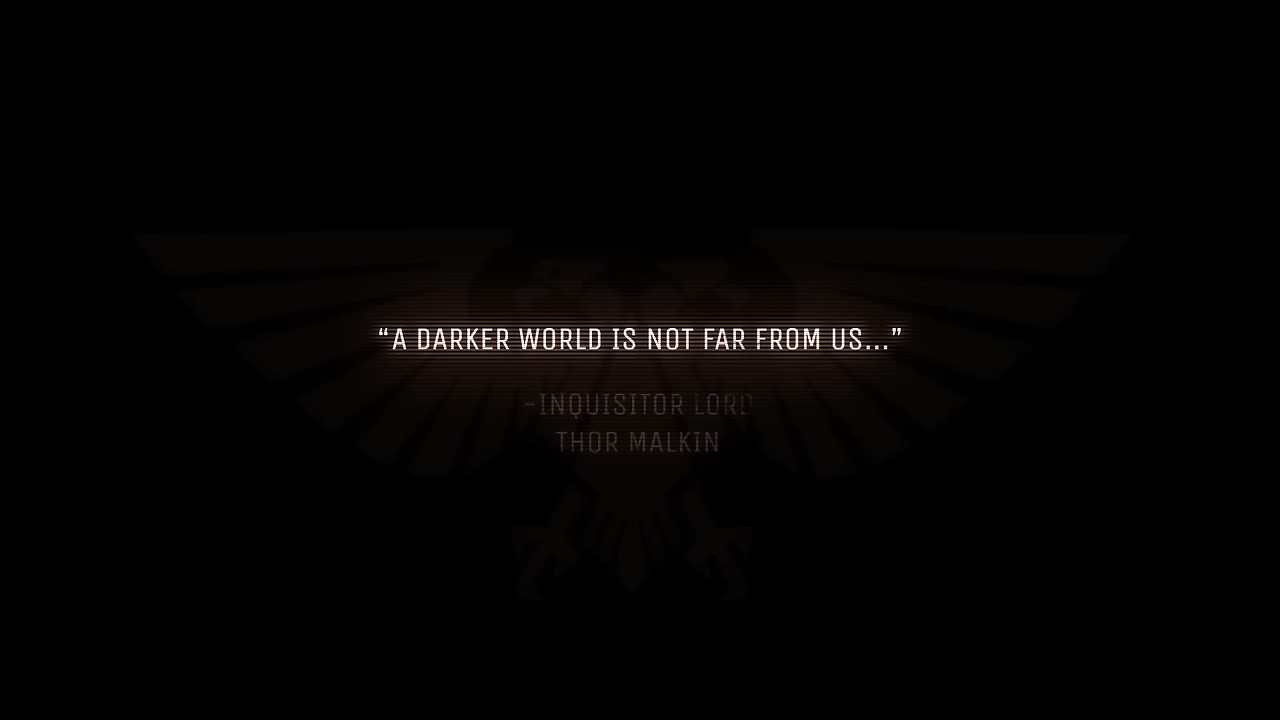 “A DARKER WORLD IS NOT FAR FROM US...”
-INQUISITOR LORD
THOR MALKIN